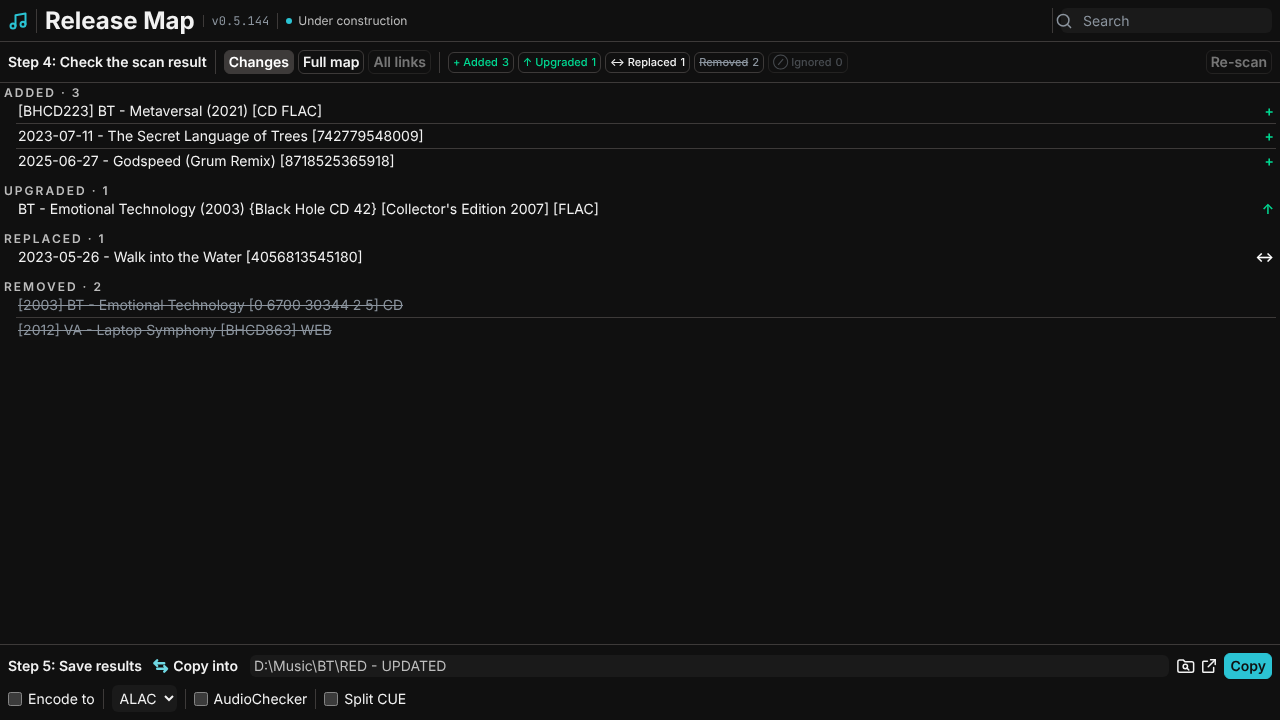 Release Map v0.5.144 Under construction Search
Step 4: Check the scan result Changes Full map All links + Added 3 ↑ Upgraded 1 ↔ Replaced 1 Removed 2 Ignored 0 Re-scan
ADDED · 3
[BHCD223] BT - Metaversal (2021) [CD FLAC] +
2023-07-11 - The Secret Language of Trees [742779548009] +
2025-06-27 - Godspeed (Grum Remix) [8718525365918] +
UPGRADED · 1
BT - Emotional Technology (2003) {Black Hole CD 42} [Collector's Edition 2007] [FLAC] ↑
REPLACED · 1
2023-05-26 - Walk into the Water [4056813545180] ↔
REMOVED · 2
[2003] BT - Emotional Technology [0 6700 30344 2 5] CD
[2012] VA - Laptop Symphony [BHCD863] WEB
Step 5: Save results Copy into D:\Music\BT\RED - UPDATED Copy
Encode to ALAC AudioChecker Split CUE